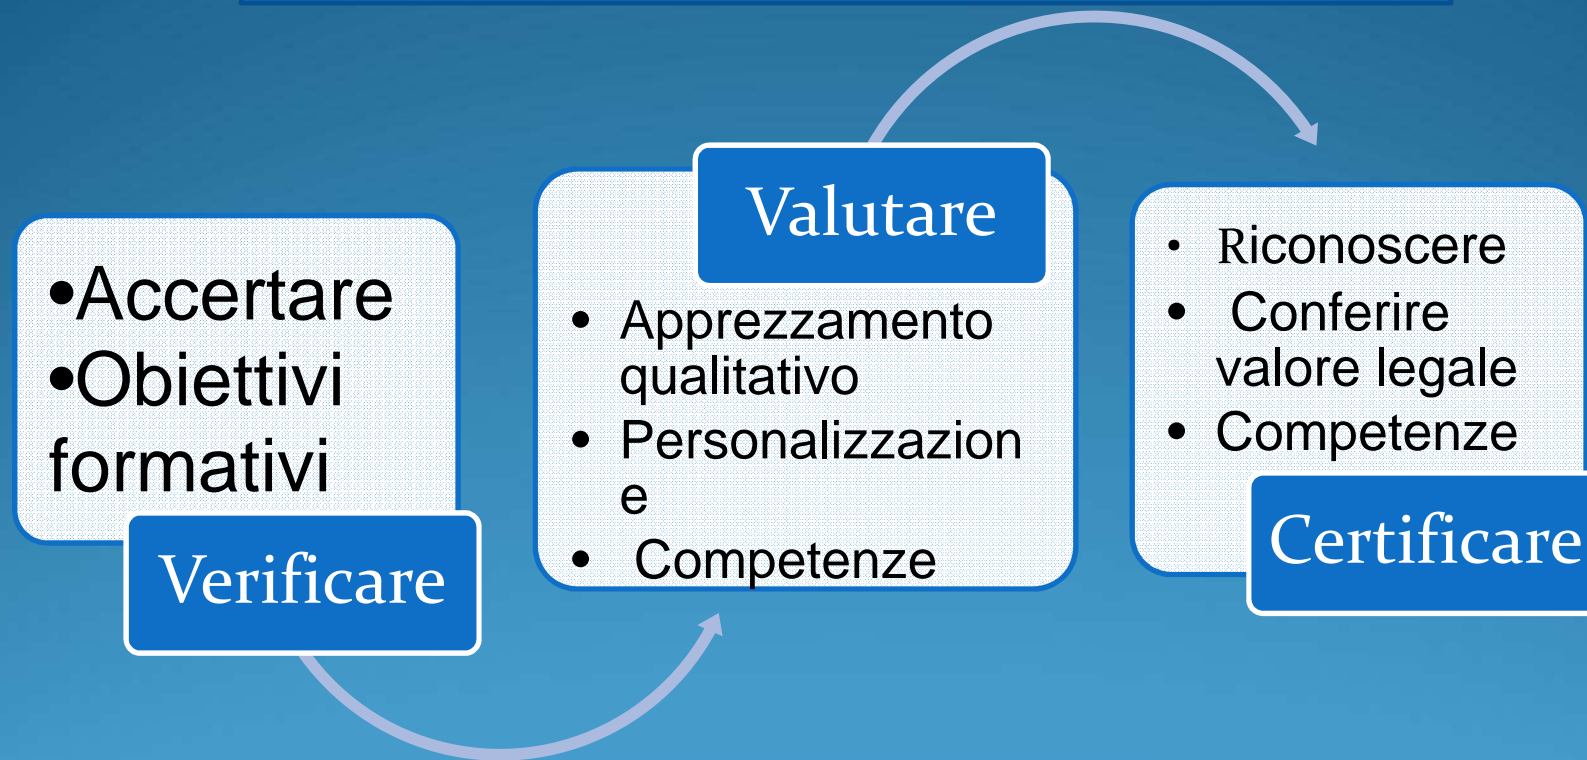 •Accertare
•Obiettivi
formativi
Verificare
Valutare
• Apprezzamento
qualitativo
• Personalizzazion
e
• Competenze
• Riconoscere
• Conferire
valore legale
• Competenze
Certificare